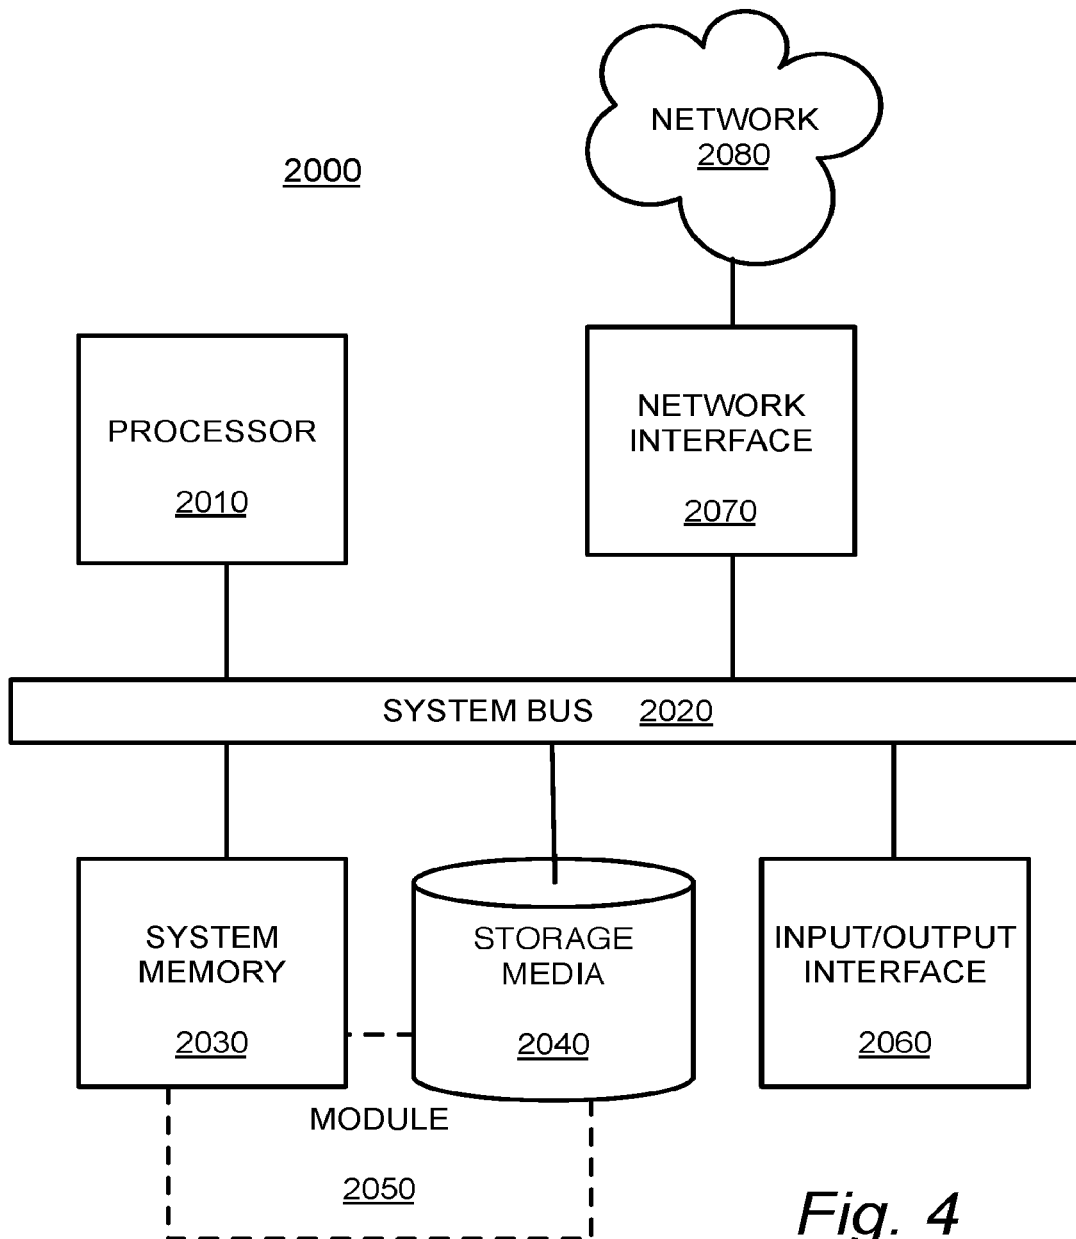 NETWORK
2080
2000
PROCESSOR
2010
NETWORK
INTERFACE
2070
SYSTEM BUS 2020
SYSTEM
MEMORY
2030
STORAGE
MEDIA
2040
INPUT/OUTPUT
INTERFACE
2060
MODULE
2050
Fig. 4